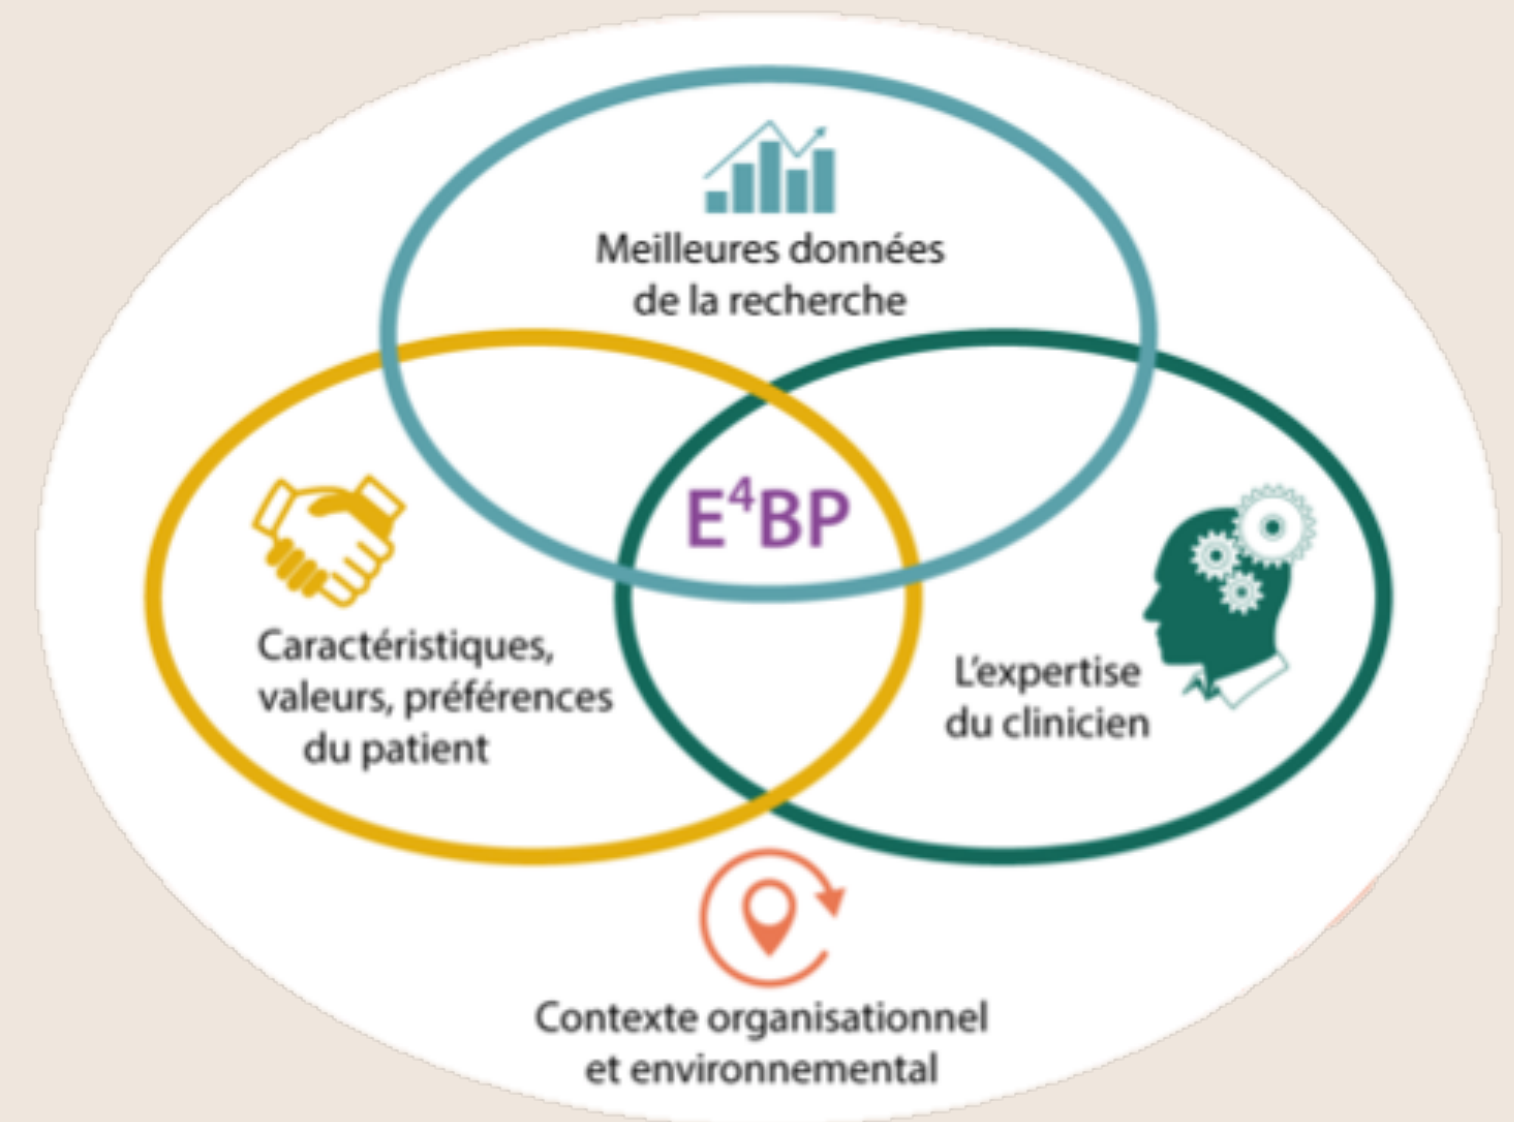 Meilleures données
de la recherche
E⁴BP
Caractéristiques,
valeurs, préférences
du patient
L’expertise
du clinicien
Contexte organisationnel
et environnemental